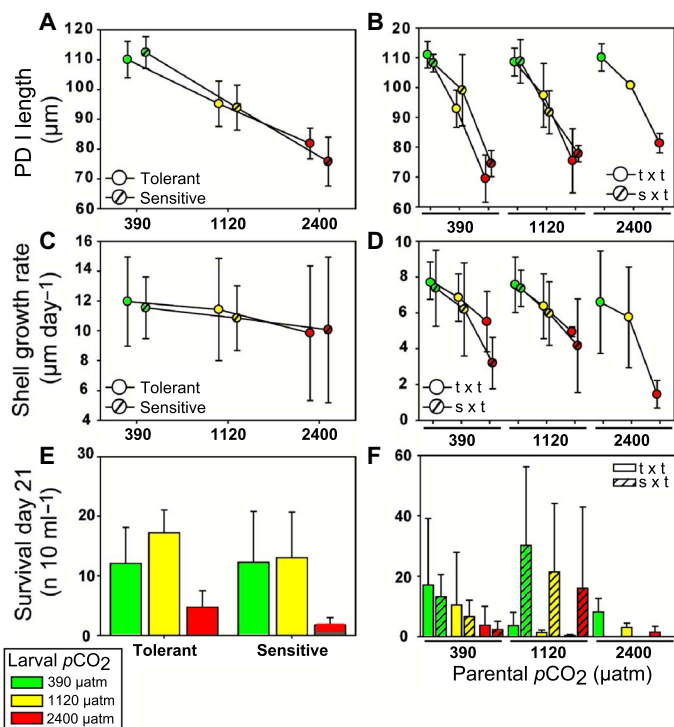 A
PD I length
(µm)
120
110
100
90
80
70
60
Tolerant
Sensitive
390
1120
2400
B
20
110
100
90
80
70
60
t x t
s x t
390
1120
2400
C
Shell growth rate
(µm day−1)
16
14
12
10
8
6
4
Tolerant
Sensitive
390
1120
2400
D
8
6
4
2
0
t x t
s x t
390
1120
2400
E
Survival day 21
(n 10 ml−1)
30
20
10
0
Tolerant
Sensitive
F
60
40
20
0
t x t
s x t
390
1120
2400
Parental pCO2 (µatm)
Larval pCO2
390 µatm
1120 µatm
2400 µatm